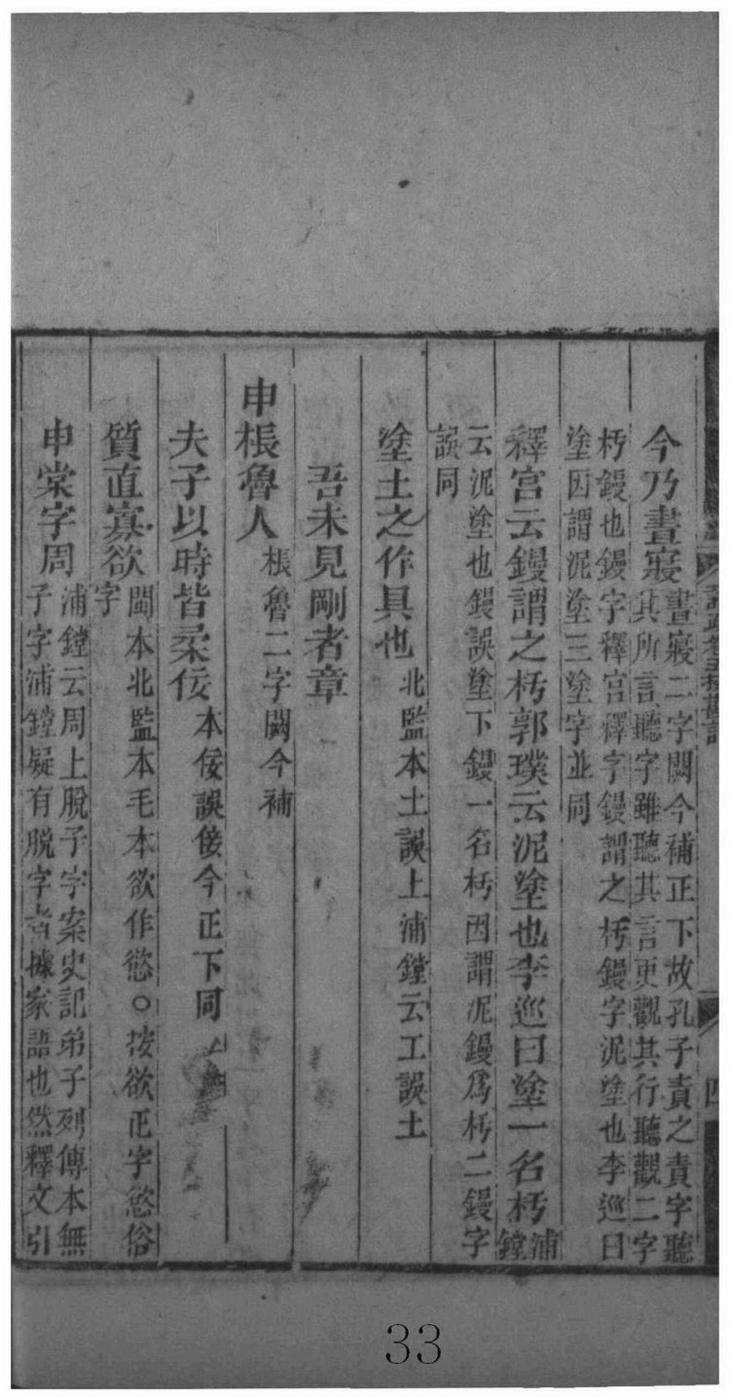 四
今乃晝寢晝寢二字闕今補正下故孔子責之責字聽
其所言聽字雖聽其言更觀其行聽觀二字
杇鏝也鏝字釋宮釋字鏝謂之杇鏝字泥塗也李巡曰
塗因謂泥塗三塗字並同
釋宮云鏝謂之杇郭璞云泥塗也李巡曰塗一名杇浦鏜
云泥塗也鏝誤塗下鏝一名杇因謂泥鏝爲杇二鏝字
誤同
塗土之作具也北監本土誤上浦鏜云工誤土
吾未見剛者章
申棖魯人棖魯二字闕今補
夫子以時皆柔佞本佞誤倿今正下同
質直寡欲閩本北監本毛本欲作慾○按欲正字慾俗
字
申棠字周浦鏜云周上脫子字案史記弟子列傳本無
子字浦鏜疑有脫字者據家語也然釋文引
33